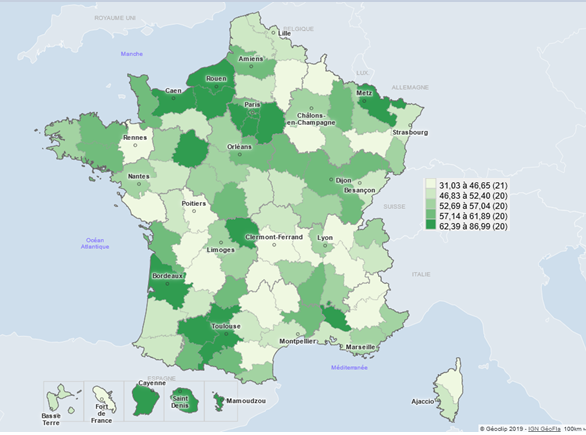 ROYAUME UNI
BELGIQUE
Lille
Manche
Amiens
LUX.
Rouen
ALLEMAGNE
Caen
Metz
Paris
Châlons-
en-Champagne
Strasbourg
Rennes
Orléans
Nantes
Dijon
Besançon
31,03 à 46,65 (21)
46,83 à 52,40 (20)
52,69 à 57,04 (20)
57,14 à 61,89 (20)
62,39 à 86,99 (20)
Poitiers
SUISSE
Océan
Atlantique
Clermont-Ferrand
Lyon
Limoges
ITALIE
Bordeaux
Toulouse
Montpellier
Marseille
Méditerranée
ESPAGNE
Cayenne
Saint
Denis
Mamoudzou
Ajaccio
Basse
Terre
Fort
de
France
© Géoclip 2019 - IGN GéoFla 100km